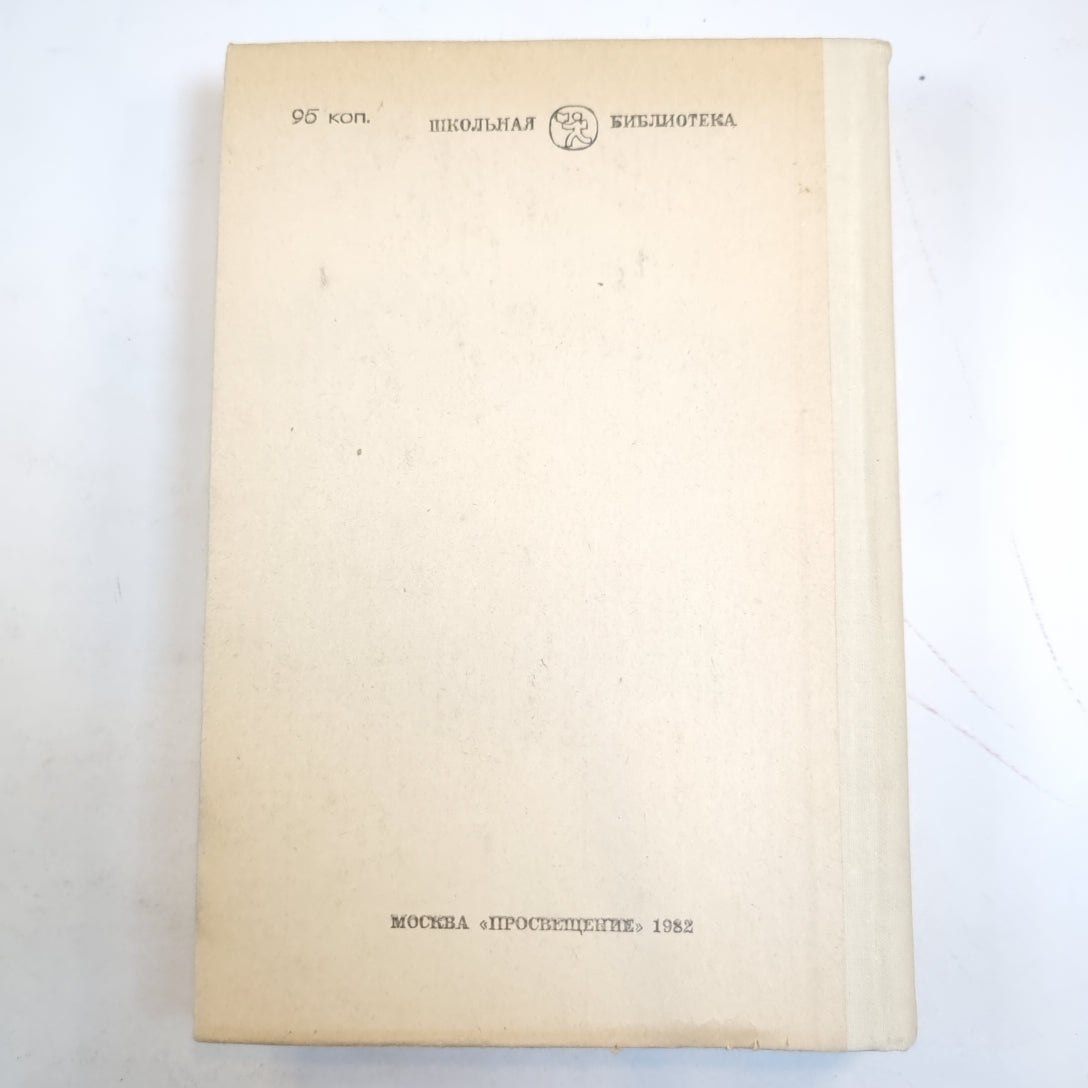 95 коп.
ШКОЛЬНАЯ БИБЛИОТЕКА
МОСКВА «ПРОСВЕЩЕНИЕ» 1982